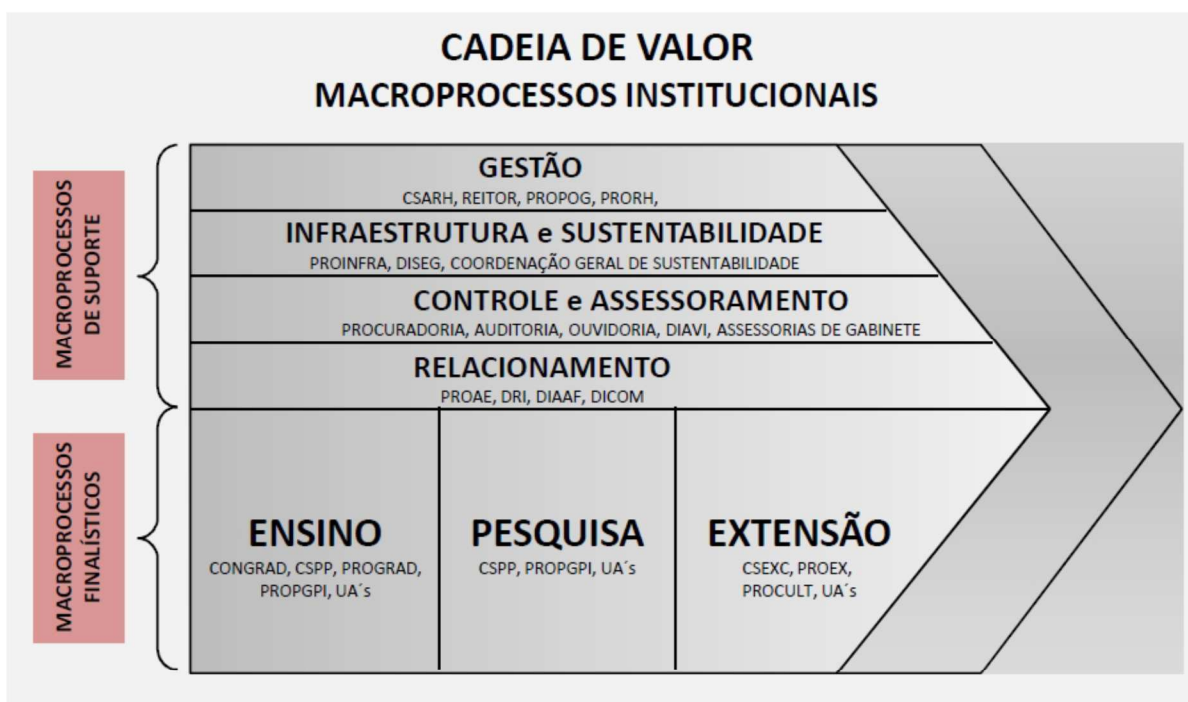 CADEIA DE VALOR
MACROPROCESSOS INSTITUCIONAIS
MACROPROCESSOS
DE SUPORTE
GESTÃO
CSARH, REITOR, PROPOG, PRORH,
INFRAESTRUTURA e SUSTENTABILIDADE
PROINFRA, DISEG, COORDENAÇÃO GERAL DE SUSTENTABILIDADE
CONTROLE e ASSESSORAMENTO
PROCURADORIA, AUDITORIA, OUVIDORIA, DIAVI, ASSESSORIAS DE GABINETE
RELACIONAMENTO
PROAE, DRI, DIAAF, DICOM
MACROPROCESSOS
FINALÍSTICOS
ENSINO
CONGRAD, CSPP, PROGRAD,
PROPGPI, UA´s
PESQUISA
CSPP, PROPGPI, UA´s
EXTENSÃO
CSEXC, PROEX,
PROCULT, UA´s